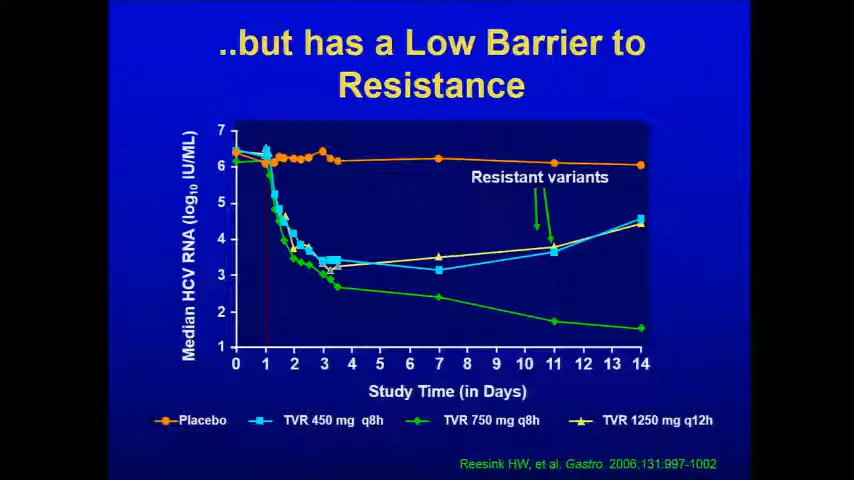 ..but has a Low Barrier to
Resistance
Median HCV RNA (log10 IU/ML)
7
6
5
4
3
2
1
Resistant variants
0 1 2 3 4 5 6 7 8 9 10 11 12 13 14
Study Time (in Days)
Placebo TVR 450 mg q8h TVR 750 mg q8h TVR 1250 mg q12h
Reesink HW, et al. Gastro. 2006;131:997-1002